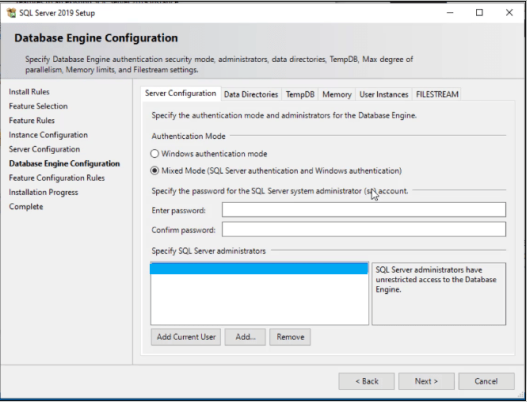 SQL Server 2019 Setup
Database Engine Configuration
Specify Database Engine authentication security mode, administrators, data directories, TempDB, Max degree of
parallelism, Memory limits, and Filestream settings.
Install Rules
Feature Selection
Feature Rules
Instance Configuration
Server Configuration
Database Engine Configuration
Feature Configuration Rules
Installation Progress
Complete
Server Configuration Data Directories TempDB Memory User Instances FILESTREAM
Specify the authentication mode and administrators for the Database Engine.
Authentication Mode
Windows authentication mode
Mixed Mode (SQL Server authentication and Windows authentication)
Specify the password for the SQL Server system administrator (sa) account.
Enter password:
Confirm password:
Specify SQL Server administrators
SQL Server administrators have
unrestricted access to the Database
Engine.
Add Current User Add... Remove
< Back Next > Cancel